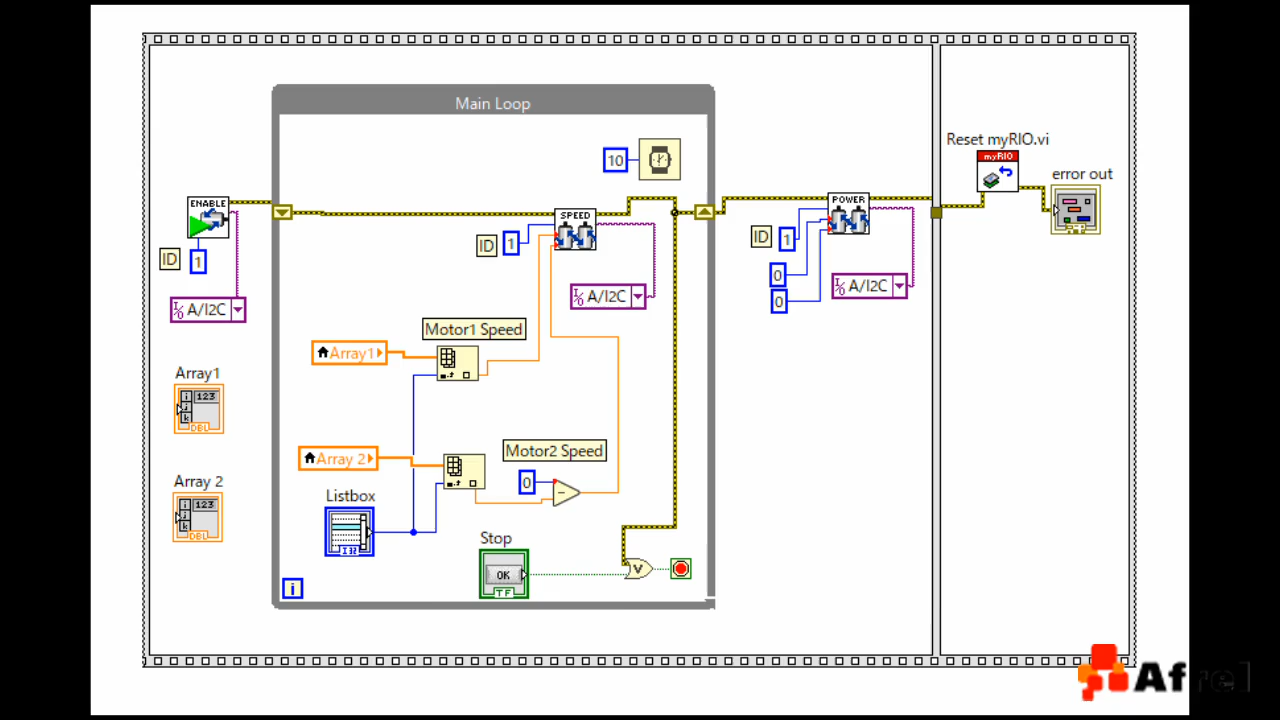 Main Loop
10
Reset myRIO.vi
myRIO
error out
ENABLE
ID
1
A/I2C
SPEED
ID
1
A/I2C
POWER
ID
1
0
0
A/I2C
Motor1 Speed
Array1
Array1
123
DBL
Motor2 Speed
Array 2
0
Array 2
123
DBL
Listbox
Stop
OK
TF
V
i
Afrel